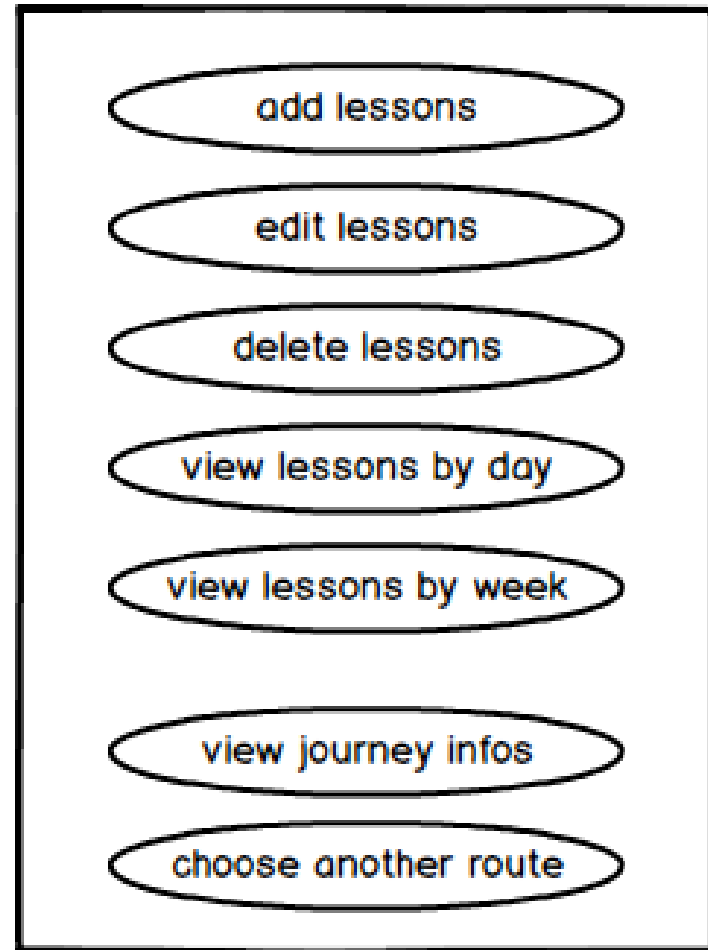 add lessons
edit lessons
delete lessons
view lessons by day
view lessons by week
view journey infos
choose another route